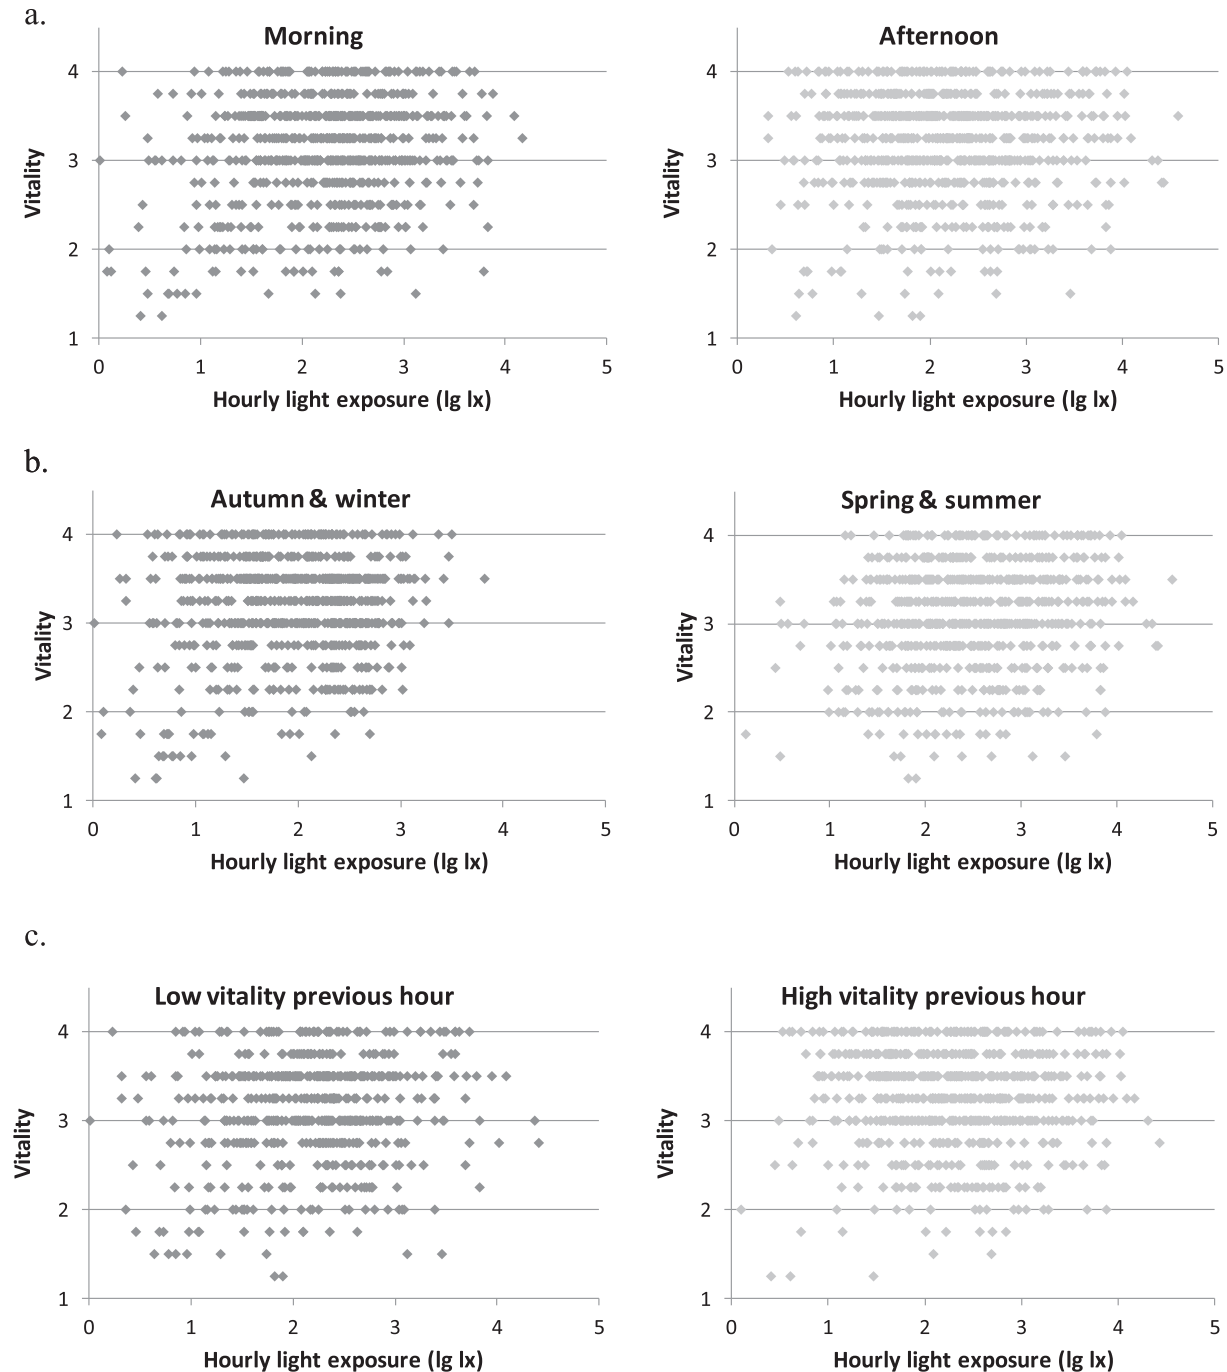 a.
Morning
Vitality
4
3
2
1
0 1 2 3 4 5
Hourly light exposure (lg lx)
Afternoon
Vitality
4
3
2
1
0 1 2 3 4 5
Hourly light exposure (lg lx)
b.
Autumn & winter
Vitality
4
3
2
1
0 1 2 3 4 5
Hourly light exposure (lg lx)
Spring & summer
Vitality
4
3
2
1
0 1 2 3 4 5
Hourly light exposure (lg lx)
c.
Low vitality previous hour
Vitality
4
3
2
1
0 1 2 3 4 5
Hourly light exposure (lg lx)
High vitality previous hour
Vitality
4
3
2
1
0 1 2 3 4 5
Hourly light exposure (lg lx)